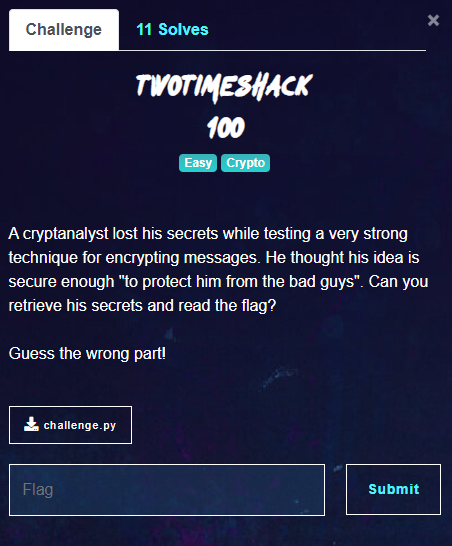 Challenge
11 Solves
×
TWOTIMESHACK
100
Easy Crypto
A cryptanalyst lost his secrets while testing a very strong
technique for encrypting messages. He thought his idea is
secure enough "to protect him from the bad guys". Can you
retrieve his secrets and read the flag?
Guess the wrong part!
challenge.py
Flag
Submit